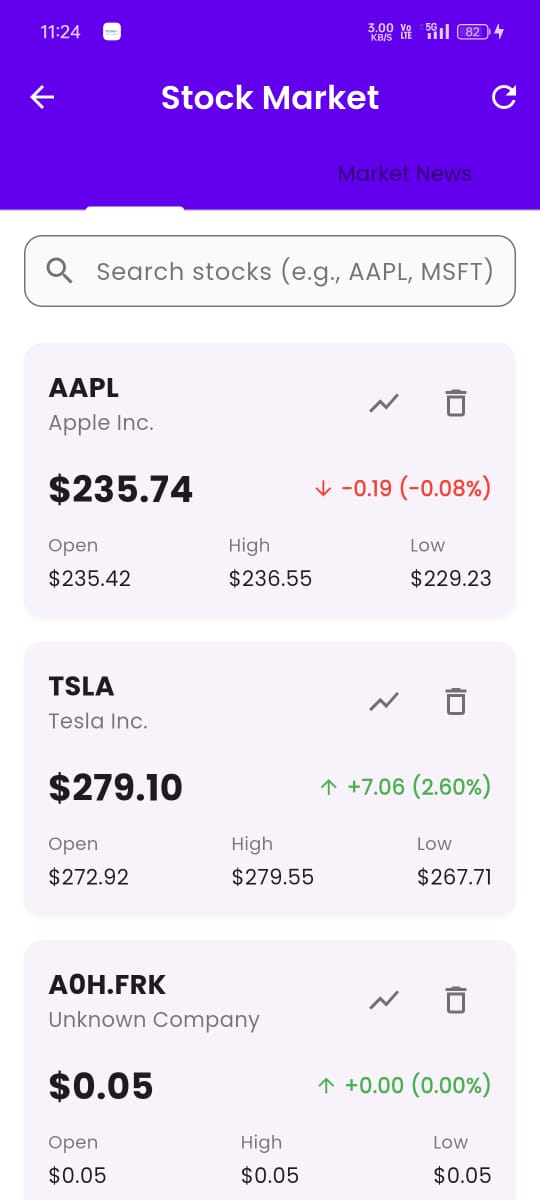 11:24 3.00 KB/S Vo LTE 5G 82
Stock Market
Market News
Search stocks (e.g., AAPL, MSFT)
AAPL
Apple Inc.
$235.74 -0.19 (-0.08%)
Open High Low
$235.42 $236.55 $229.23
TSLA
Tesla Inc.
$279.10 +7.06 (2.60%)
Open High Low
$272.92 $279.55 $267.71
A0H.FRK
Unknown Company
$0.05 +0.00 (0.00%)
Open High Low
$0.05 $0.05 $0.05